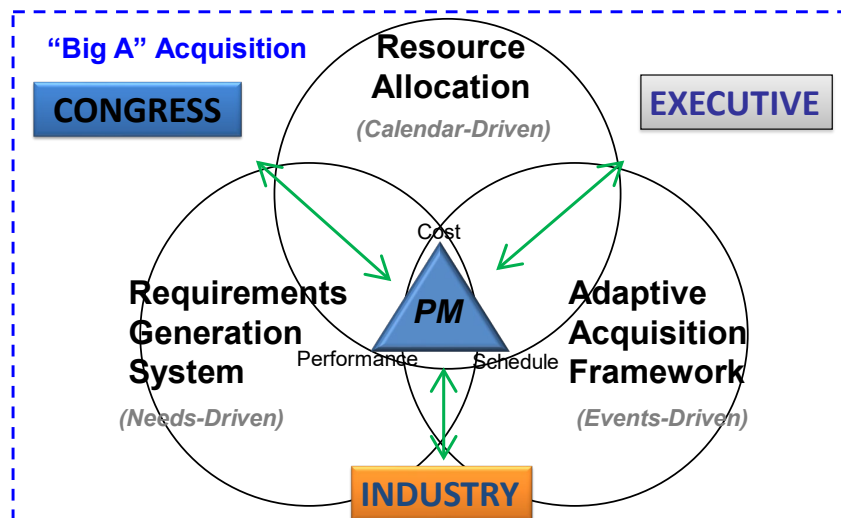 “Big A” Acquisition
Resource
Allocation
(Calendar-Driven)
CONGRESS
EXECUTIVE
Cost
PM
Performance
Schedule
Requirements
Generation
System
(Needs-Driven)
Adaptive
Acquisition
Framework
(Events-Driven)
INDUSTRY